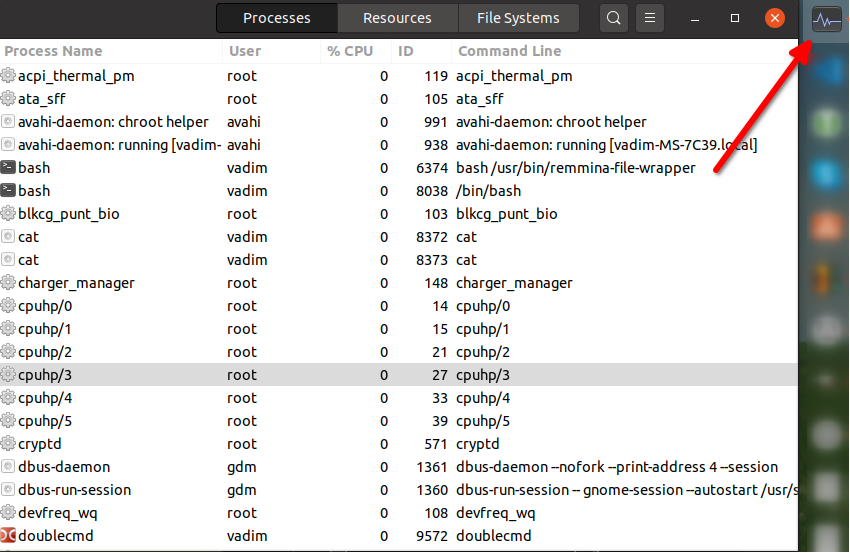 Processes Resources File Systems
Process Name User % CPU ID Command Line
acpi_thermal_pm root 0 119 acpi_thermal_pm
ata_sff root 0 105 ata_sff
avahi-daemon: chroot helper avahi 0 991 avahi-daemon: chroot helper
avahi-daemon: running [vadim- avahi 0 938 avahi-daemon: running [vadim-MS-7C39.local]
bash vadim 0 6374 bash /usr/bin/remmina-file-wrapper
bash vadim 0 8038 /bin/bash
blkcg_punt_bio root 0 103 blkcg_punt_bio
cat vadim 0 8372 cat
cat vadim 0 8373 cat
charger_manager root 0 148 charger_manager
cpuhp/0 root 0 14 cpuhp/0
cpuhp/1 root 0 15 cpuhp/1
cpuhp/2 root 0 21 cpuhp/2
cpuhp/3 root 0 27 cpuhp/3
cpuhp/4 root 0 33 cpuhp/4
cpuhp/5 root 0 39 cpuhp/5
cryptd root 0 571 cryptd
dbus-daemon gdm 0 1361 dbus-daemon --nofork --print-address 4 --session
dbus-run-session gdm 0 1360 dbus-run-session -- gnome-session --autostart /usr/s
devfreq_wq root 0 108 devfreq_wq
doublecmd vadim 0 9572 doublecmd